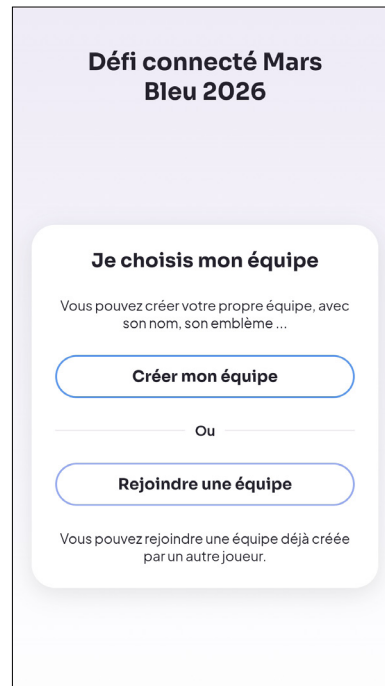 Défi connecté Mars
Bleu 2026
Je choisis mon équipe
Vous pouvez créer votre propre équipe, avec
son nom, son emblème ...
Créer mon équipe
Ou
Rejoindre une équipe
Vous pouvez rejoindre une équipe déjà créée
par un autre joueur.